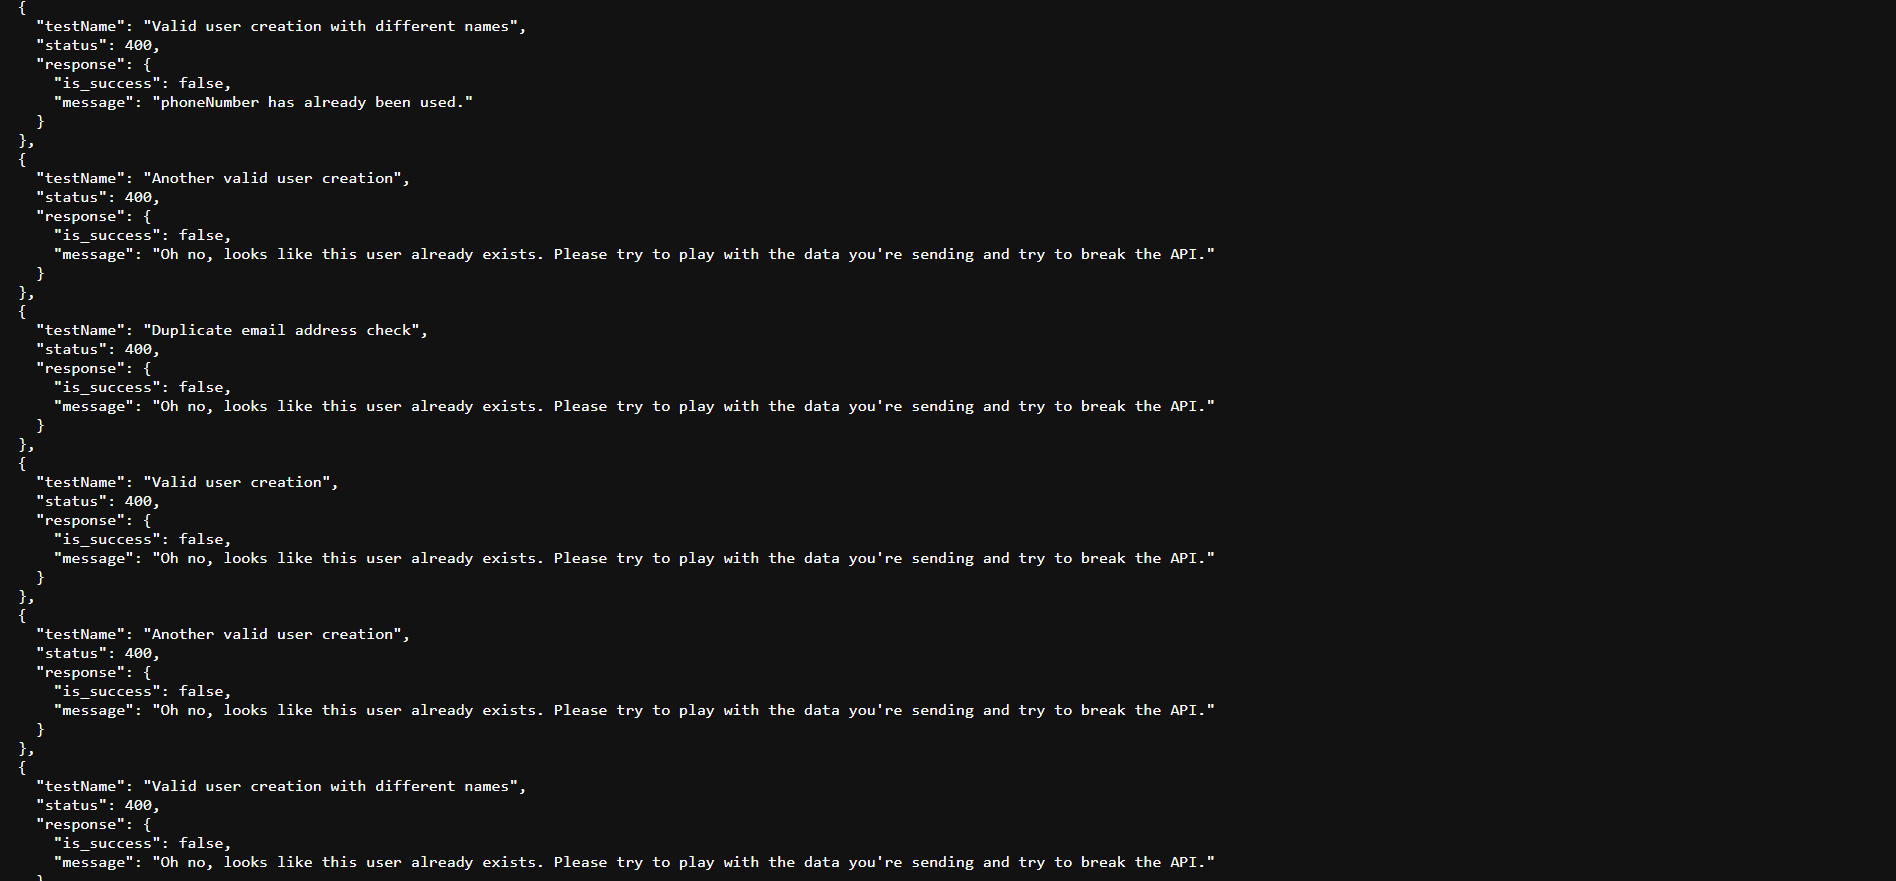 {
"testName": "Valid user creation with different names",
"status": 400,
"response": {
"is_success": false,
"message": "phoneNumber has already been used."
}
},
{
"testName": "Another valid user creation",
"status": 400,
"response": {
"is_success": false,
"message": "Oh no, looks like this user already exists. Please try to play with the data you're sending and try to break the API."
}
},
{
"testName": "Duplicate email address check",
"status": 400,
"response": {
"is_success": false,
"message": "Oh no, looks like this user already exists. Please try to play with the data you're sending and try to break the API."
}
},
{
"testName": "Valid user creation",
"status": 400,
"response": {
"is_success": false,
"message": "Oh no, looks like this user already exists. Please try to play with the data you're sending and try to break the API."
}
},
{
"testName": "Another valid user creation",
"status": 400,
"response": {
"is_success": false,
"message": "Oh no, looks like this user already exists. Please try to play with the data you're sending and try to break the API."
}
},
{
"testName": "Valid user creation with different names",
"status": 400,
"response": {
"is_success": false,
"message": "Oh no, looks like this user already exists. Please try to play with the data you're sending and try to break the API."
}